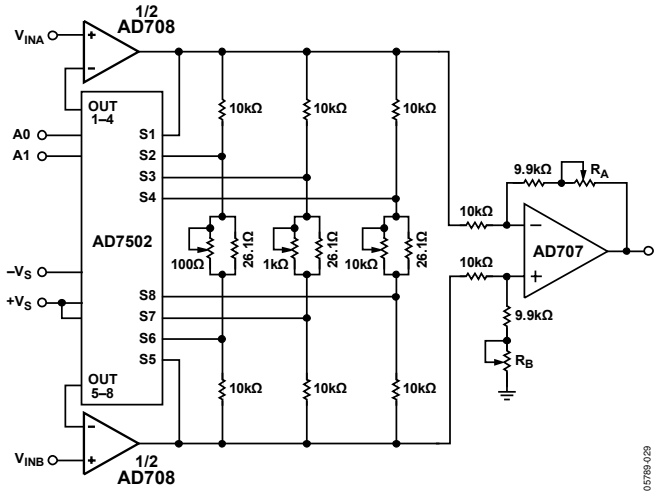 1/2
AD708
VINA
+
−
OUT
1–4
A0
A1
S1
S2
S3
S4
AD7502
−VS
+VS
S8
S7
S6
S5
OUT
5–8
VINB
−
+
1/2
AD708
10kΩ
10kΩ
10kΩ
100Ω
26.1Ω
1kΩ
26.1Ω
10kΩ
26.1Ω
10kΩ
10kΩ
10kΩ
9.9kΩ
RA
10kΩ
−
AD707
10kΩ
+
9.9kΩ
RB
05789-029